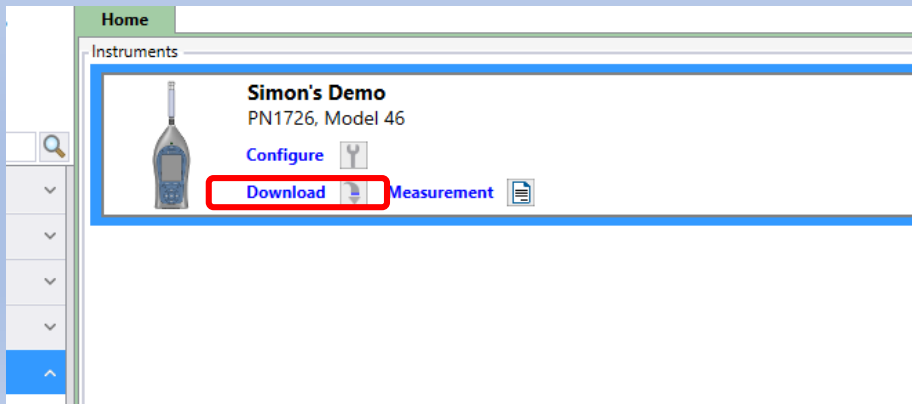 Home
Instruments
Simon's Demo
PN1726, Model 46
Configure
Download Measurement